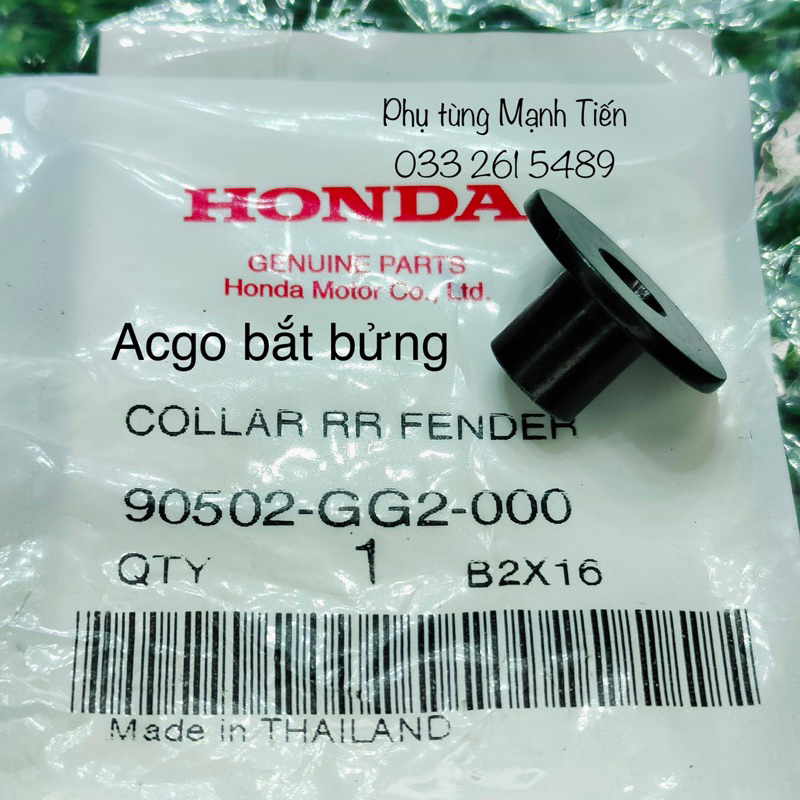 Phụ tùng Mạnh Tiến
033 261 5489
HONDA
GENUINE PARTS
Honda Motor Co., Ltd.
Acgo bắt bửng
COLLAR RR FENDER
90502-GG2-000
QTY 1 B2X16
Made in THAILAND